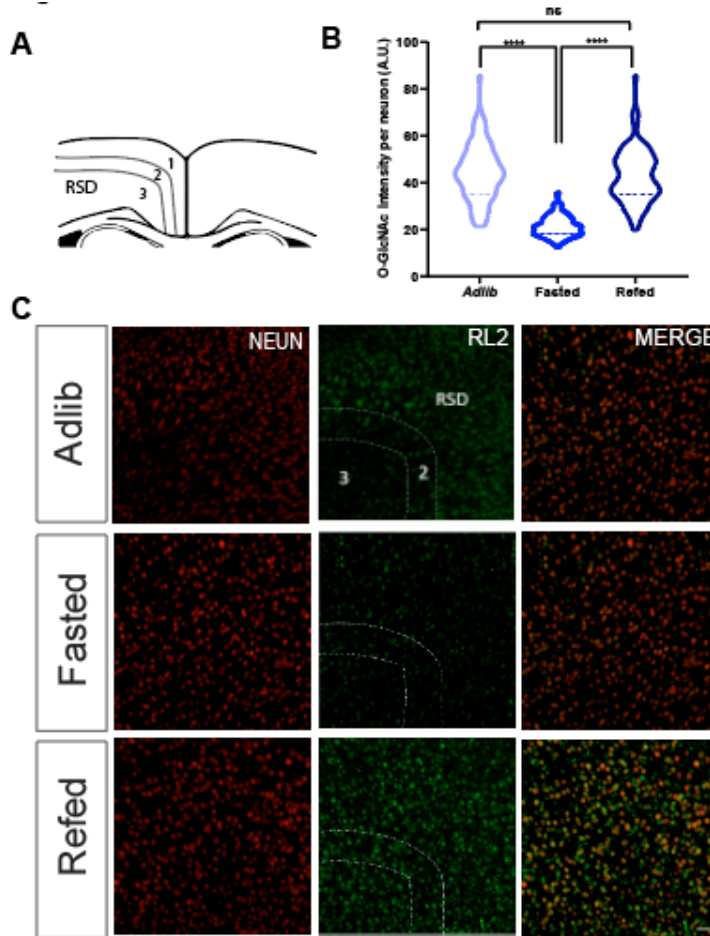 A
1
2
3
RSD
B
ns
**** ****
O-GlcNAc Intensity per neuron (A.U.)
100
80
60
40
20
0
Adlib Fasted Refed
C
NEUN RL2 MERGE
Adlib
RSD
3 2
Fasted
Refed